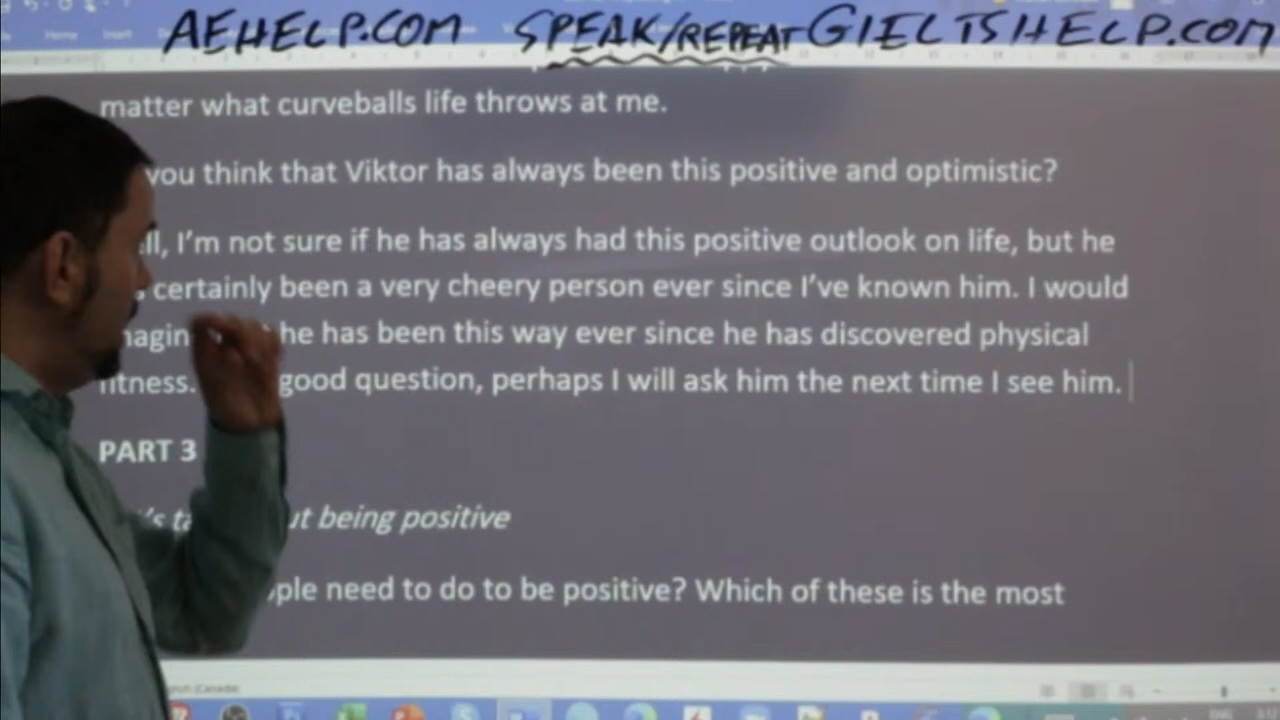 AEHELP.COM SPEAK/REPEAT GIELTSHELP.COM
Home Insert
matter what curveballs life throws at me.
you think that Viktor has always been this positive and optimistic?
I'm not sure if he has always had this positive outlook on life, but he
certainly been a very cheery person ever since I've known him. I would
he has been this way ever since he has discovered physical
good question, perhaps I will ask him the next time I see him.
PART 3
being positive
need to do to be positive? Which of these is the most